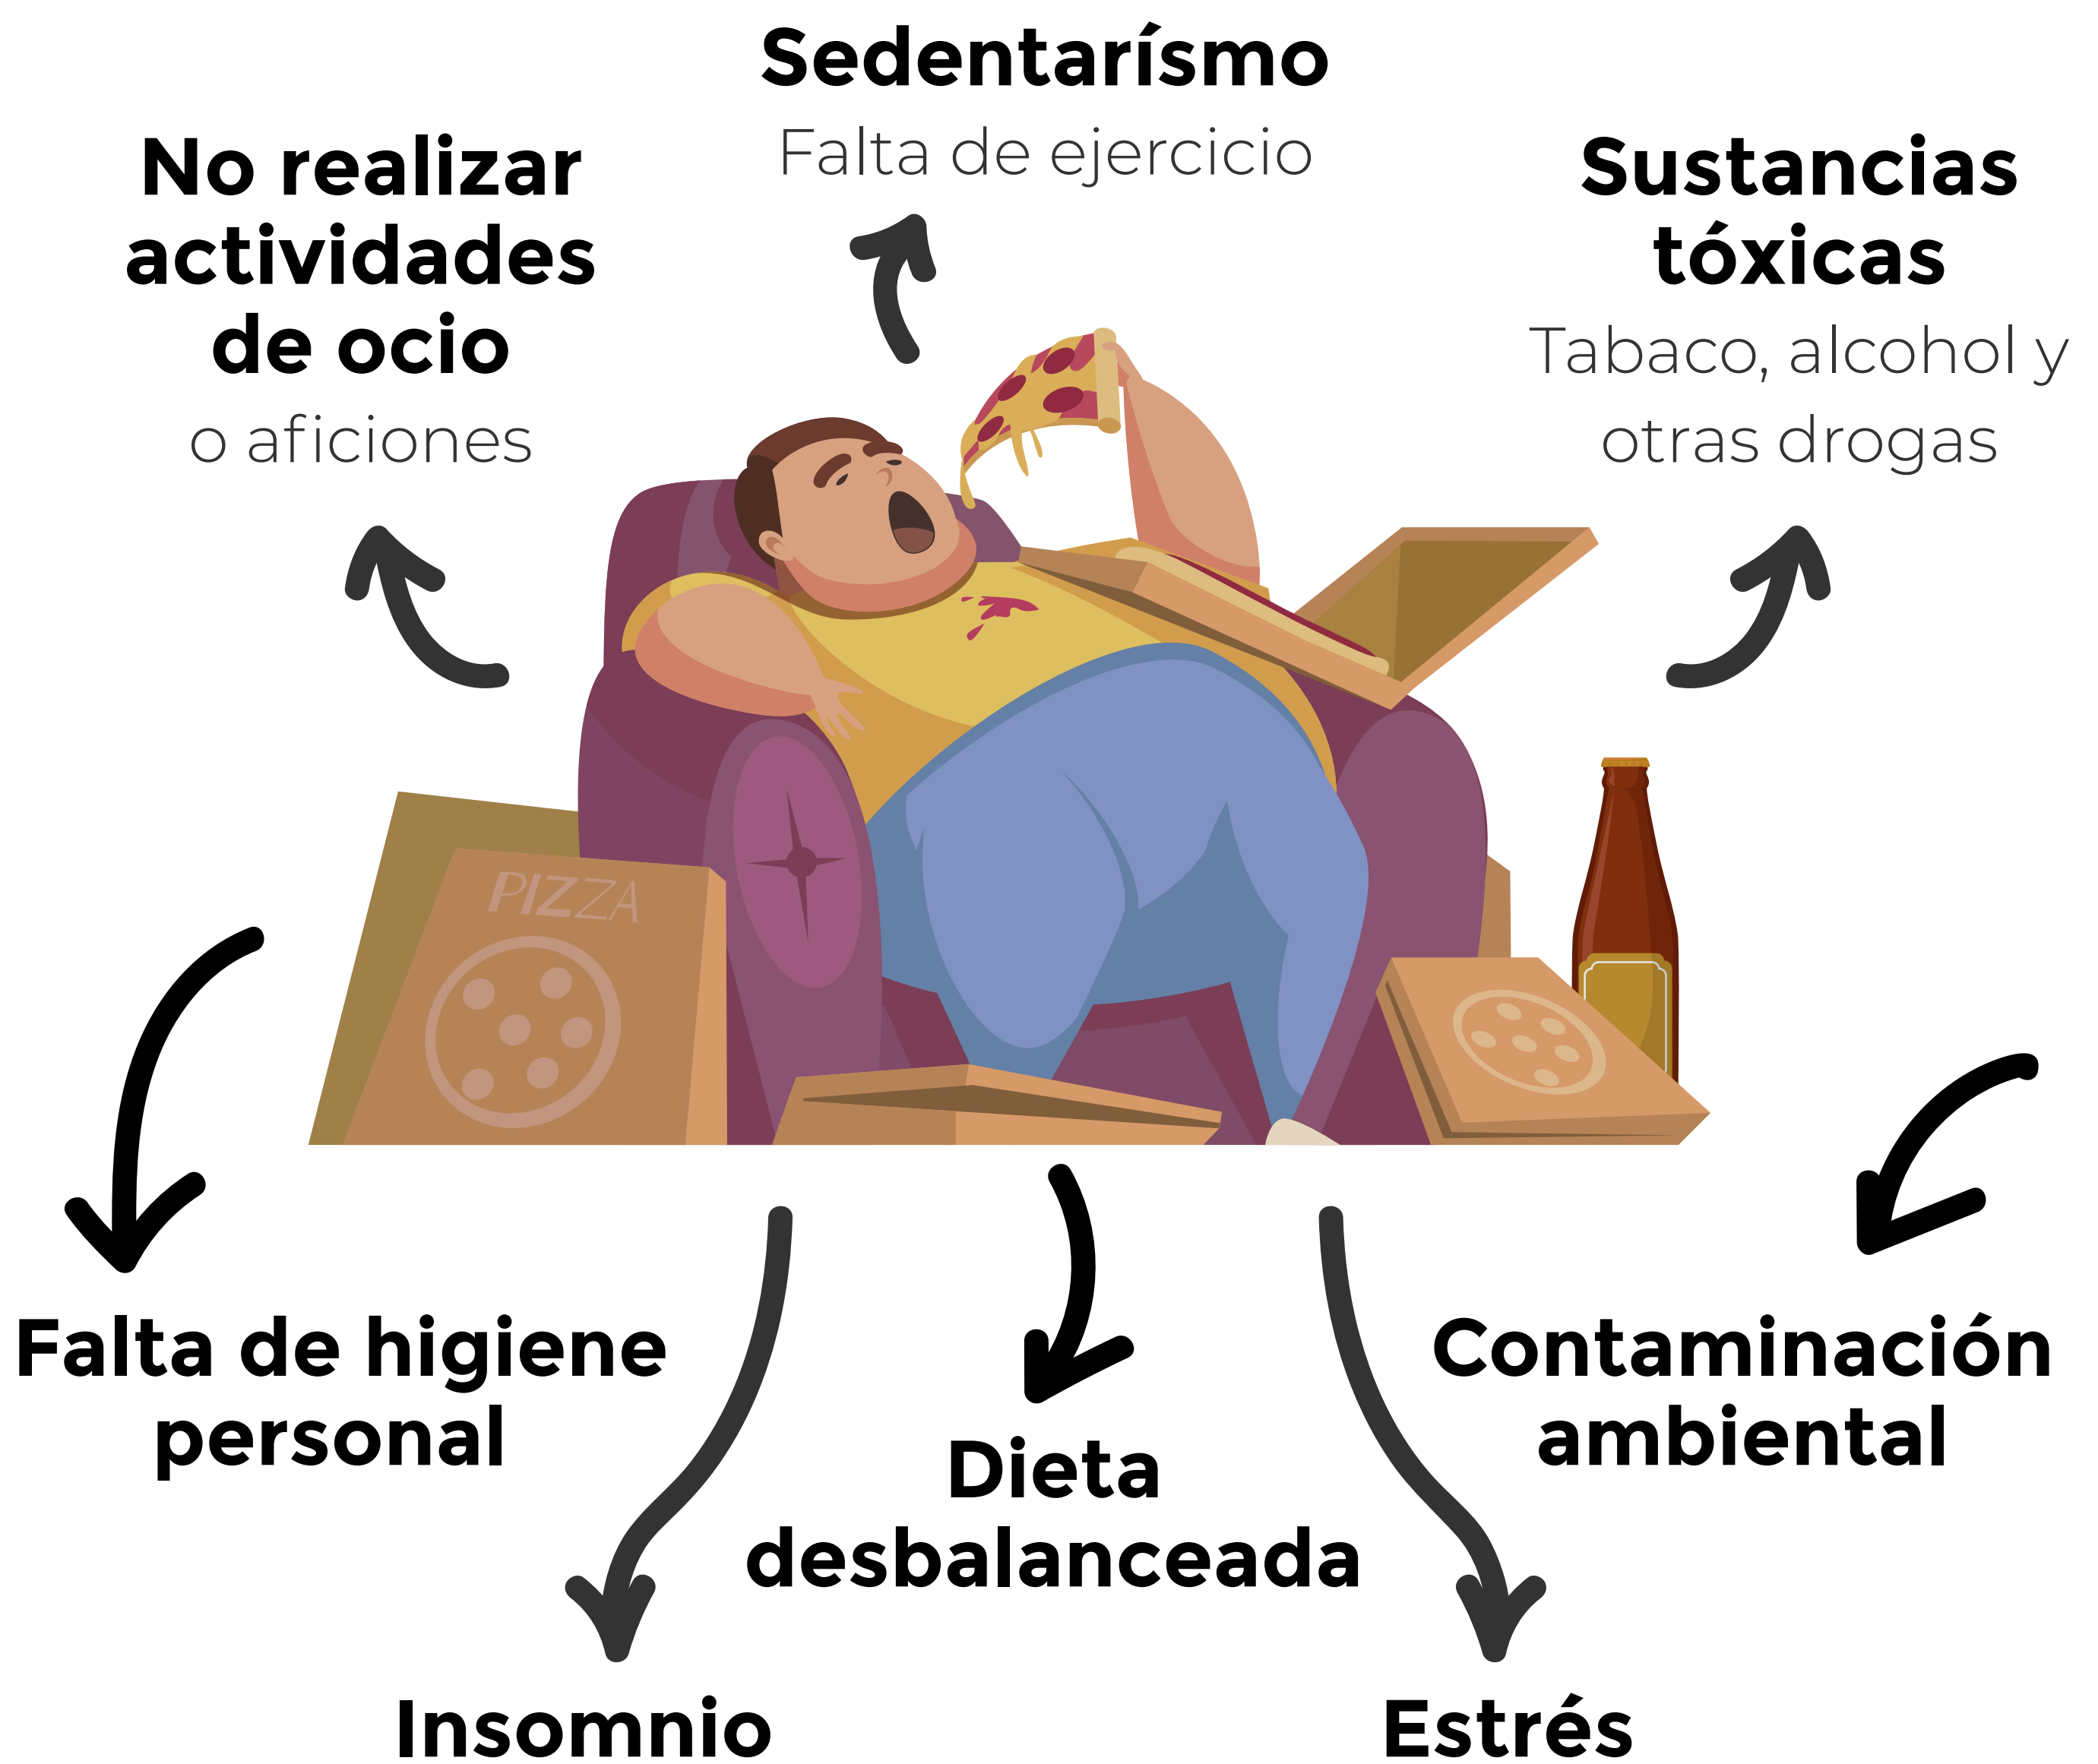 Sedentarísmo
Falta de ejercicio
No realizar
actividades
de ocio
o aficiones
Sustancias
tóxicas
Tabaco, alcohol y
otras drogas
PIZZA
Falta de higiene
personal
Contaminación
ambiental
Dieta
desbalanceada
Insomnio
Estrés